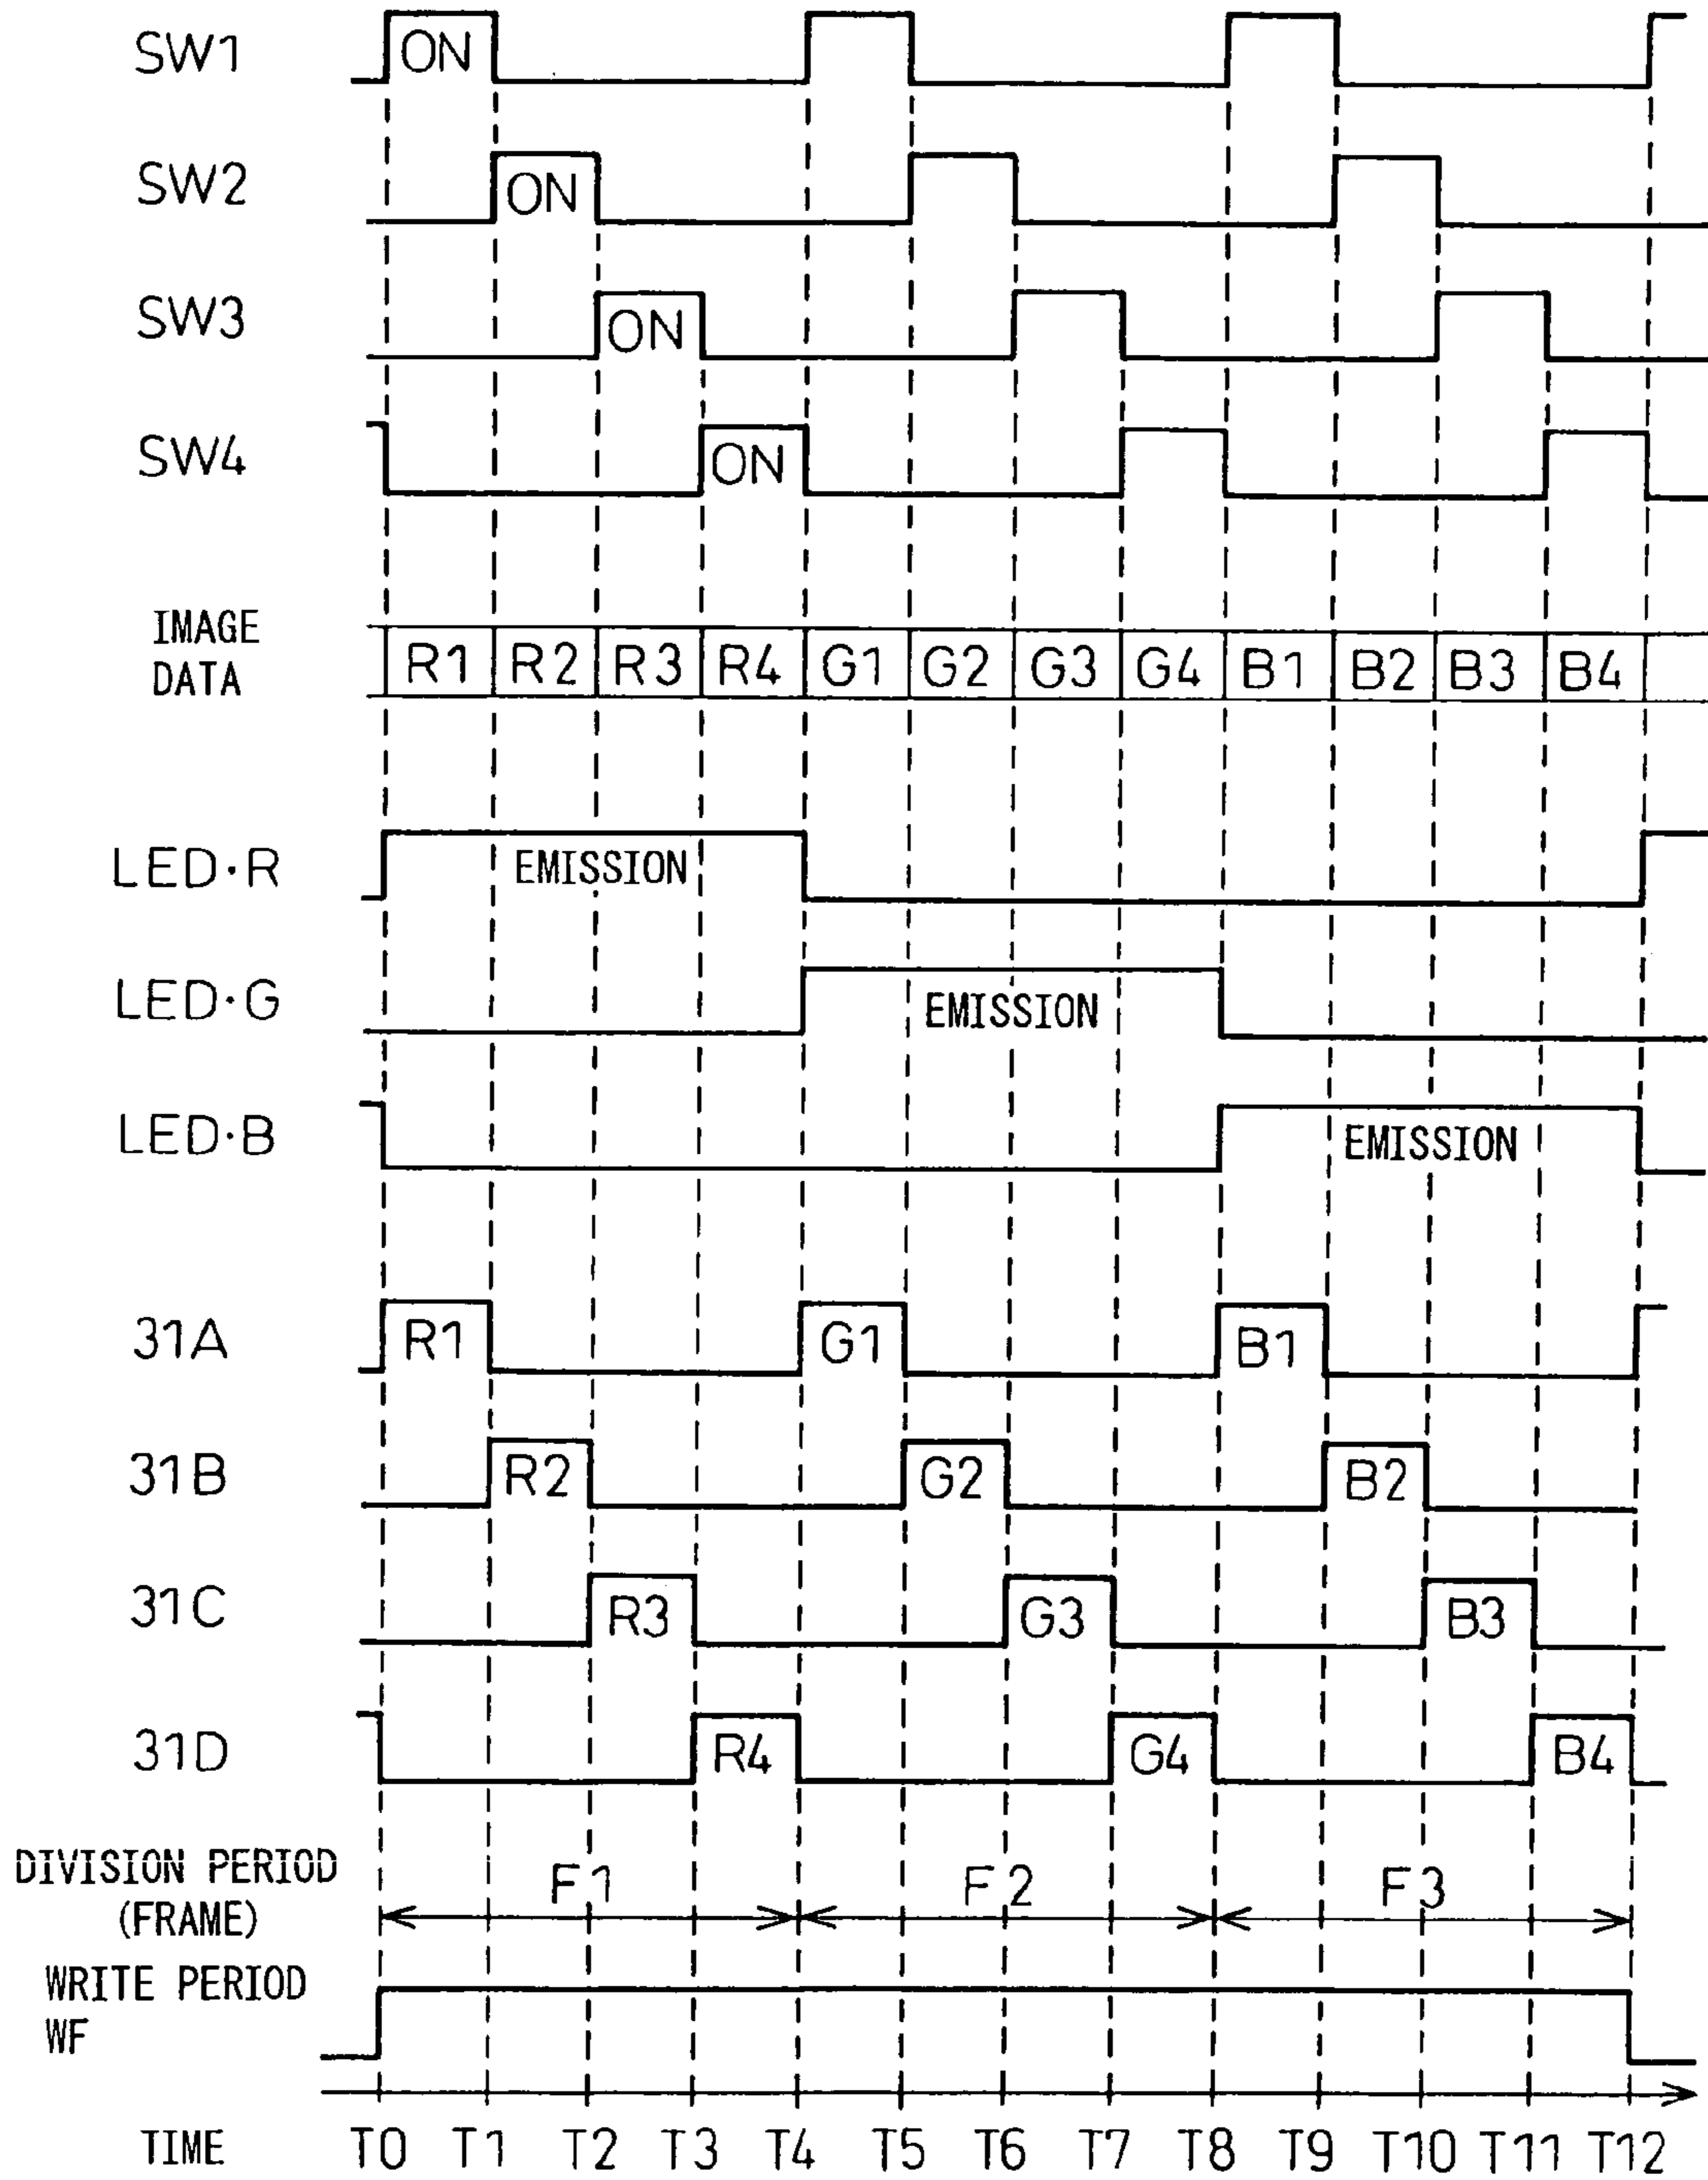 SW1 ON
SW2 ON
SW3 ON
SW4 ON
IMAGE
DATA
R1 R2 R3 R4 G1 G2 G3 G4 B1 B2 B3 B4
LED·R EMISSION
LED·G EMISSION
LED·B EMISSION
31A R1 G1 B1
31B R2 G2 B2
31C R3 G3 B3
31D R4 G4 B4
DIVISION PERIOD
(FRAME)
F1 F2 F3
WRITE PERIOD
WF
TIME T0 T1 T2 T3 T4 T5 T6 T7 T8 T9 T10 T11 T12